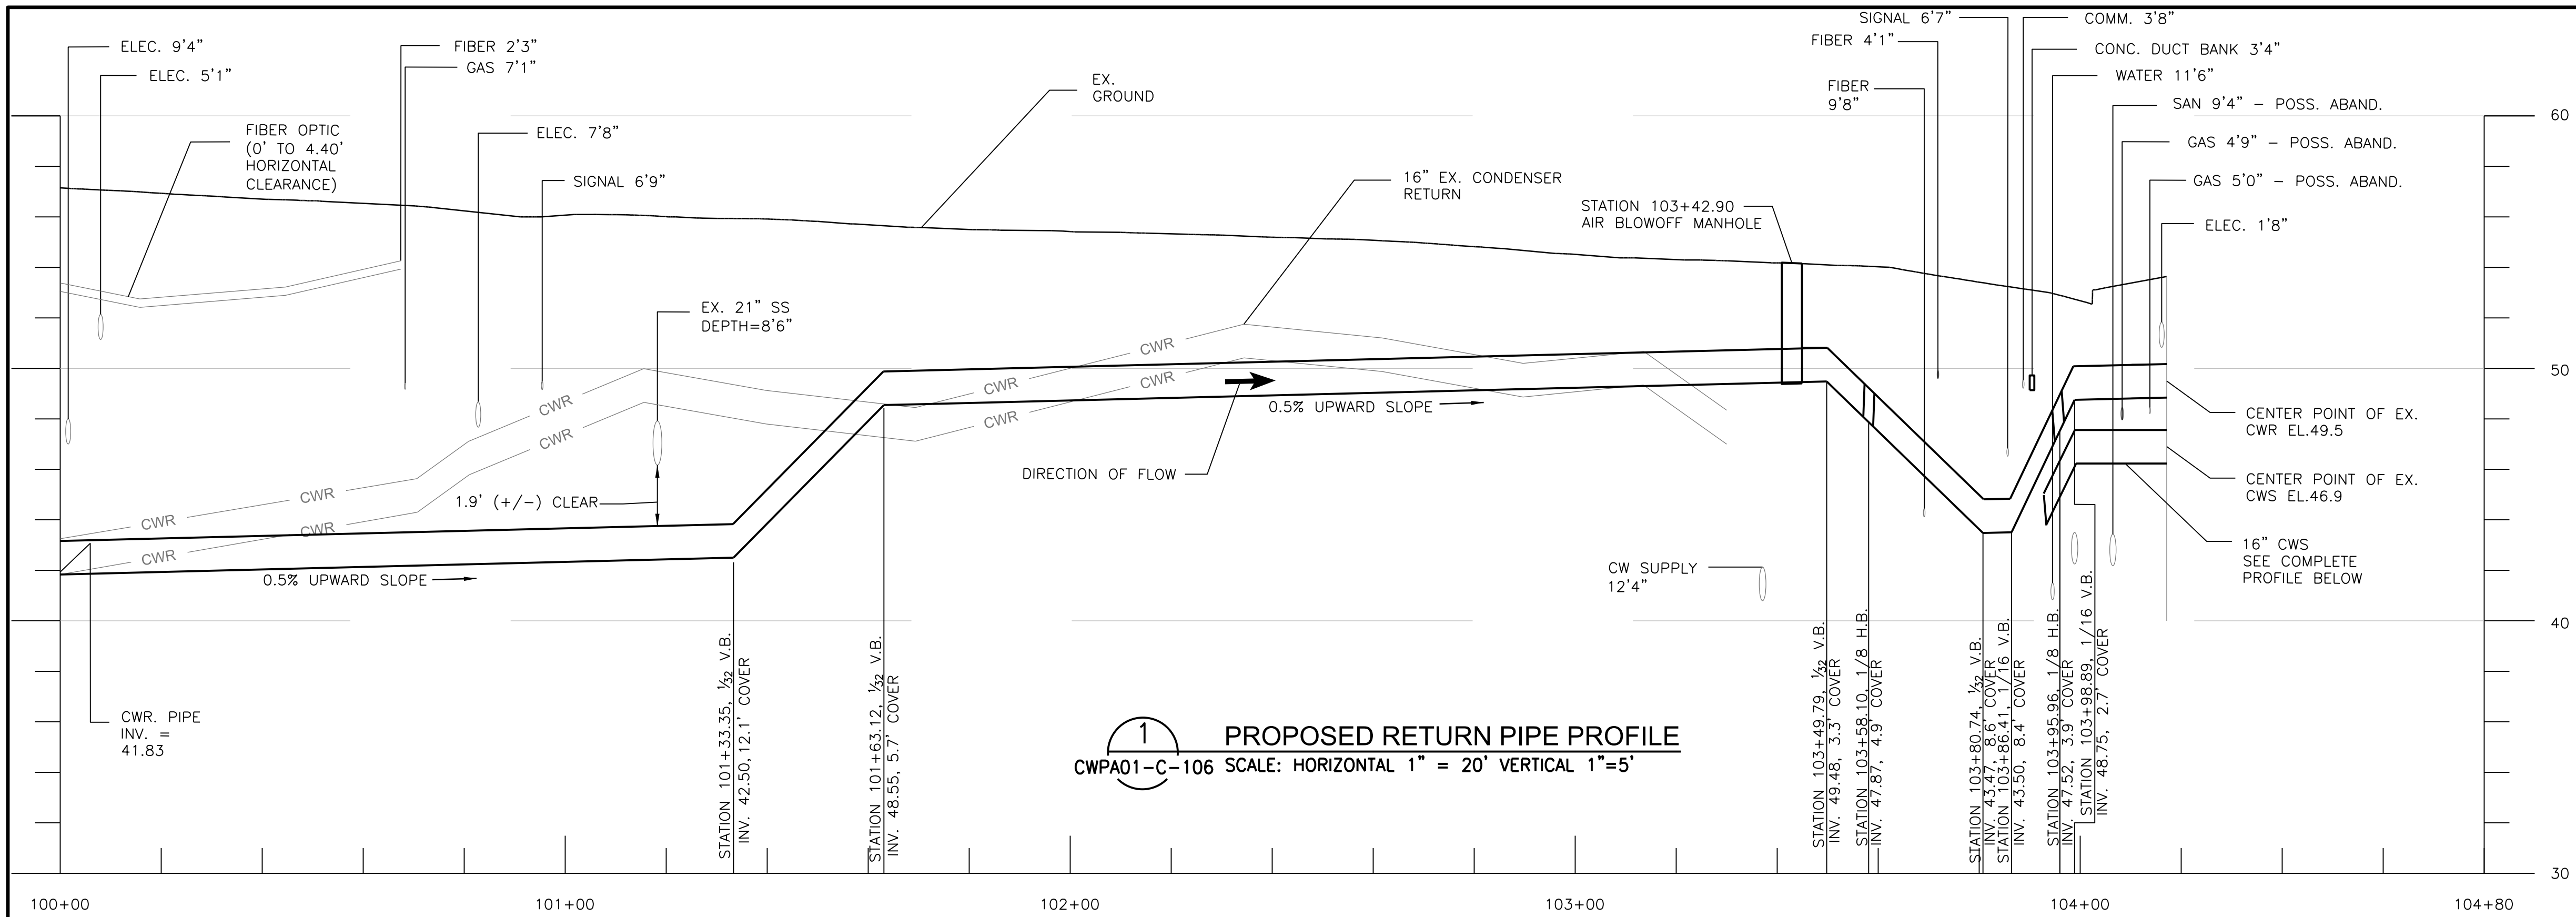 ELEC. 9'4"
ELEC. 5'1"
FIBER OPTIC
(0' TO 4.40'
HORIZONTAL
CLEARANCE)
FIBER 2'3"
GAS 7'1"
ELEC. 7'8"
SIGNAL 6'9"
EX. 21" SS
DEPTH=8'6"
1.9' (+/-) CLEAR
EX.
GROUND
16" EX. CONDENSER
RETURN
STATION 103+42.90
AIR BLOWOFF MANHOLE
SIGNAL 6'7"
FIBER 4'1"
FIBER
9'8"
COMM. 3'8"
CONC. DUCT BANK 3'4"
WATER 11'6"
SAN 9'4" – POSS. ABAND.
GAS 4'9" – POSS. ABAND.
GAS 5'0" – POSS. ABAND.
ELEC. 1'8"
60
50
40
30
CWR
CWR
CWR
CWR
CWR
CWR
CWR
CWR
CWR
CWR
0.5% UPWARD SLOPE
0.5% UPWARD SLOPE
DIRECTION OF FLOW
CW SUPPLY
12'4"
CENTER POINT OF EX.
CWR EL.49.5
CENTER POINT OF EX.
CWS EL.46.9
16" CWS
SEE COMPLETE
PROFILE BELOW
CWR. PIPE
INV. =
41.83
STATION 101+33.35, 1/32 V.B.
INV. 42.50, 12.1' COVER
STATION 101+63.12, 1/32 V.B.
INV. 48.55, 5.7' COVER
STATION 103+49.79, 1/32 V.B.
INV. 49.48, 3.3' COVER
STATION 103+58.10, 1/8 H.B.
INV. 47.87, 4.9' COVER
STATION 103+80.74, 1/32 V.B.
INV. 43.47, 8.6' COVER
STATION 103+86.41, 1/16 V.B.
INV. 43.50, 8.4' COVER
STATION 103+95.96, 1/8 H.B.
INV. 47.52, 3.9' COVER
STATION 103+98.89, 1/16 V.B.
INV. 48.75, 2.7' COVER
1
CWPA01-C-106
PROPOSED RETURN PIPE PROFILE
SCALE: HORIZONTAL 1" = 20' VERTICAL 1"=5'
100+00
101+00
102+00
103+00
104+00
104+80